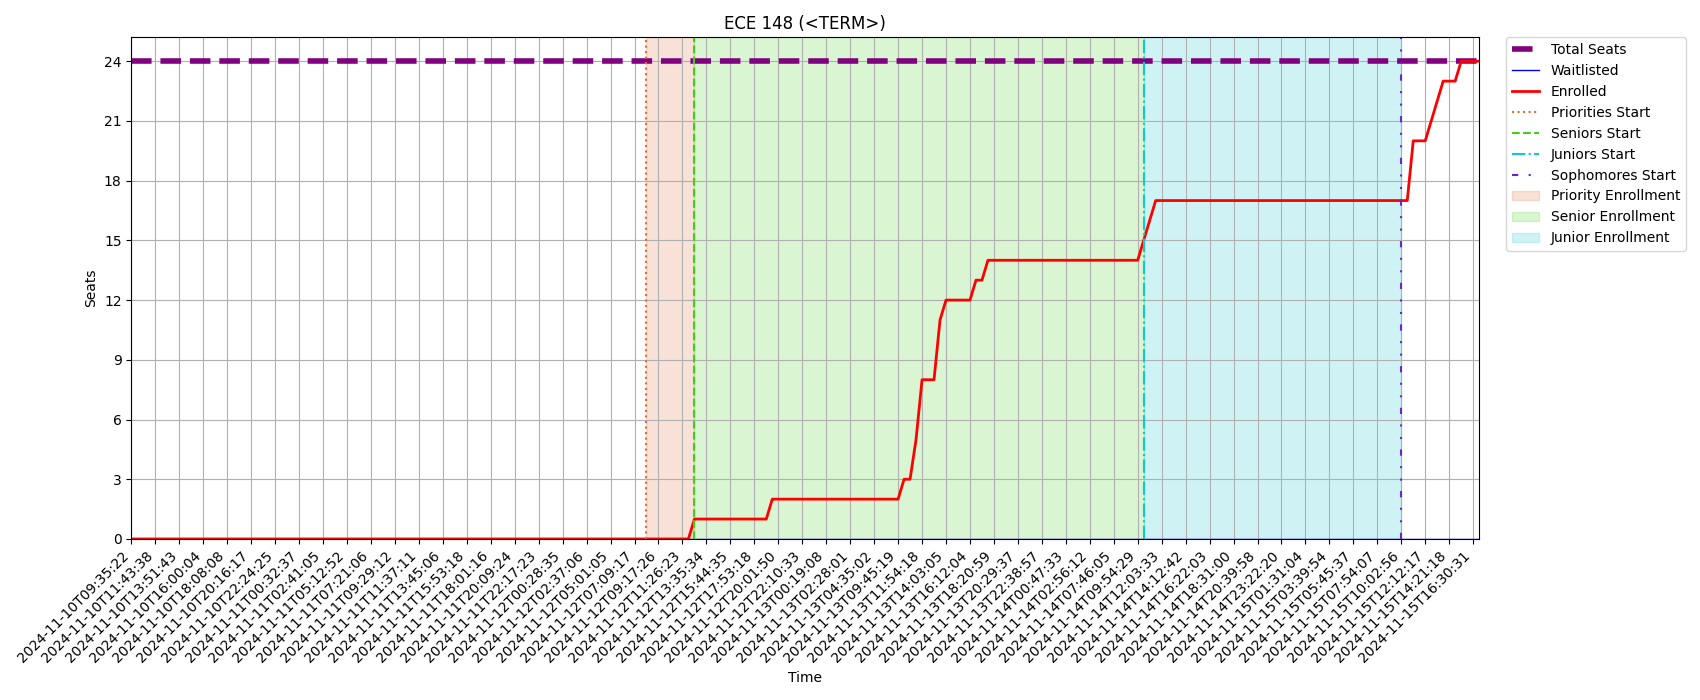 ECE 148 (<TERM>)
24
21
18
15
12
9
6
3
0
Seats
2024-11-10T09:35:22
2024-11-10T11:43:38
2024-11-10T13:51:43
2024-11-10T16:00:04
2024-11-10T18:08:08
2024-11-10T20:16:17
2024-11-10T22:24:25
2024-11-11T00:32:37
2024-11-11T02:41:05
2024-11-11T05:12:52
2024-11-11T07:21:06
2024-11-11T09:29:12
2024-11-11T11:37:11
2024-11-11T13:45:06
2024-11-11T15:53:18
2024-11-11T18:01:16
2024-11-11T20:09:24
2024-11-11T22:17:23
2024-11-12T00:28:35
2024-11-12T02:37:06
2024-11-12T05:01:05
2024-11-12T07:09:17
2024-11-12T09:17:26
2024-11-12T11:26:23
2024-11-12T13:35:34
2024-11-12T15:44:35
2024-11-12T17:53:18
2024-11-12T20:01:50
2024-11-12T22:10:33
2024-11-13T00:19:08
2024-11-13T02:28:01
2024-11-13T04:35:02
2024-11-13T09:45:19
2024-11-13T11:54:18
2024-11-13T14:03:05
2024-11-13T16:12:04
2024-11-13T18:20:59
2024-11-13T20:29:37
2024-11-13T22:38:57
2024-11-14T00:47:33
2024-11-14T02:56:12
2024-11-14T07:46:05
2024-11-14T09:54:29
2024-11-14T12:03:33
2024-11-14T14:12:42
2024-11-14T16:22:03
2024-11-14T18:31:00
2024-11-14T20:39:58
2024-11-14T23:22:20
2024-11-15T01:31:04
2024-11-15T03:39:54
2024-11-15T05:45:37
2024-11-15T07:54:07
2024-11-15T10:02:56
2024-11-15T12:12:17
2024-11-15T14:21:18
2024-11-15T16:30:31
Time
Total Seats
Waitlisted
Enrolled
Priorities Start
Seniors Start
Juniors Start
Sophomores Start
Priority Enrollment
Senior Enrollment
Junior Enrollment